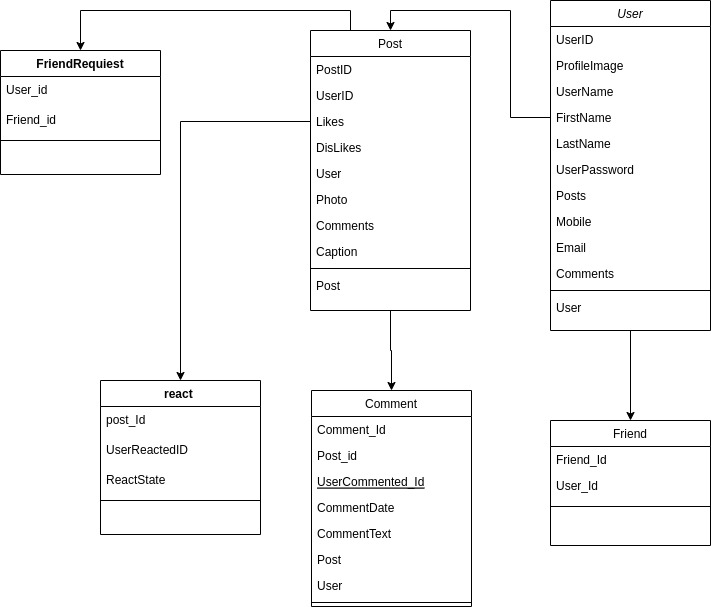 FriendRequiest
User_id
Friend_id
Post
PostID
UserID
Likes
DisLikes
User
Photo
Comments
Caption
Post
User
UserID
ProfileImage
UserName
FirstName
LastName
UserPassword
Posts
Mobile
Email
Comments
User
react
post_Id
UserReactedID
ReactState
Comment
Comment_Id
Post_id
UserCommented_Id
CommentDate
CommentText
Post
User
Friend
Friend_Id
User_Id